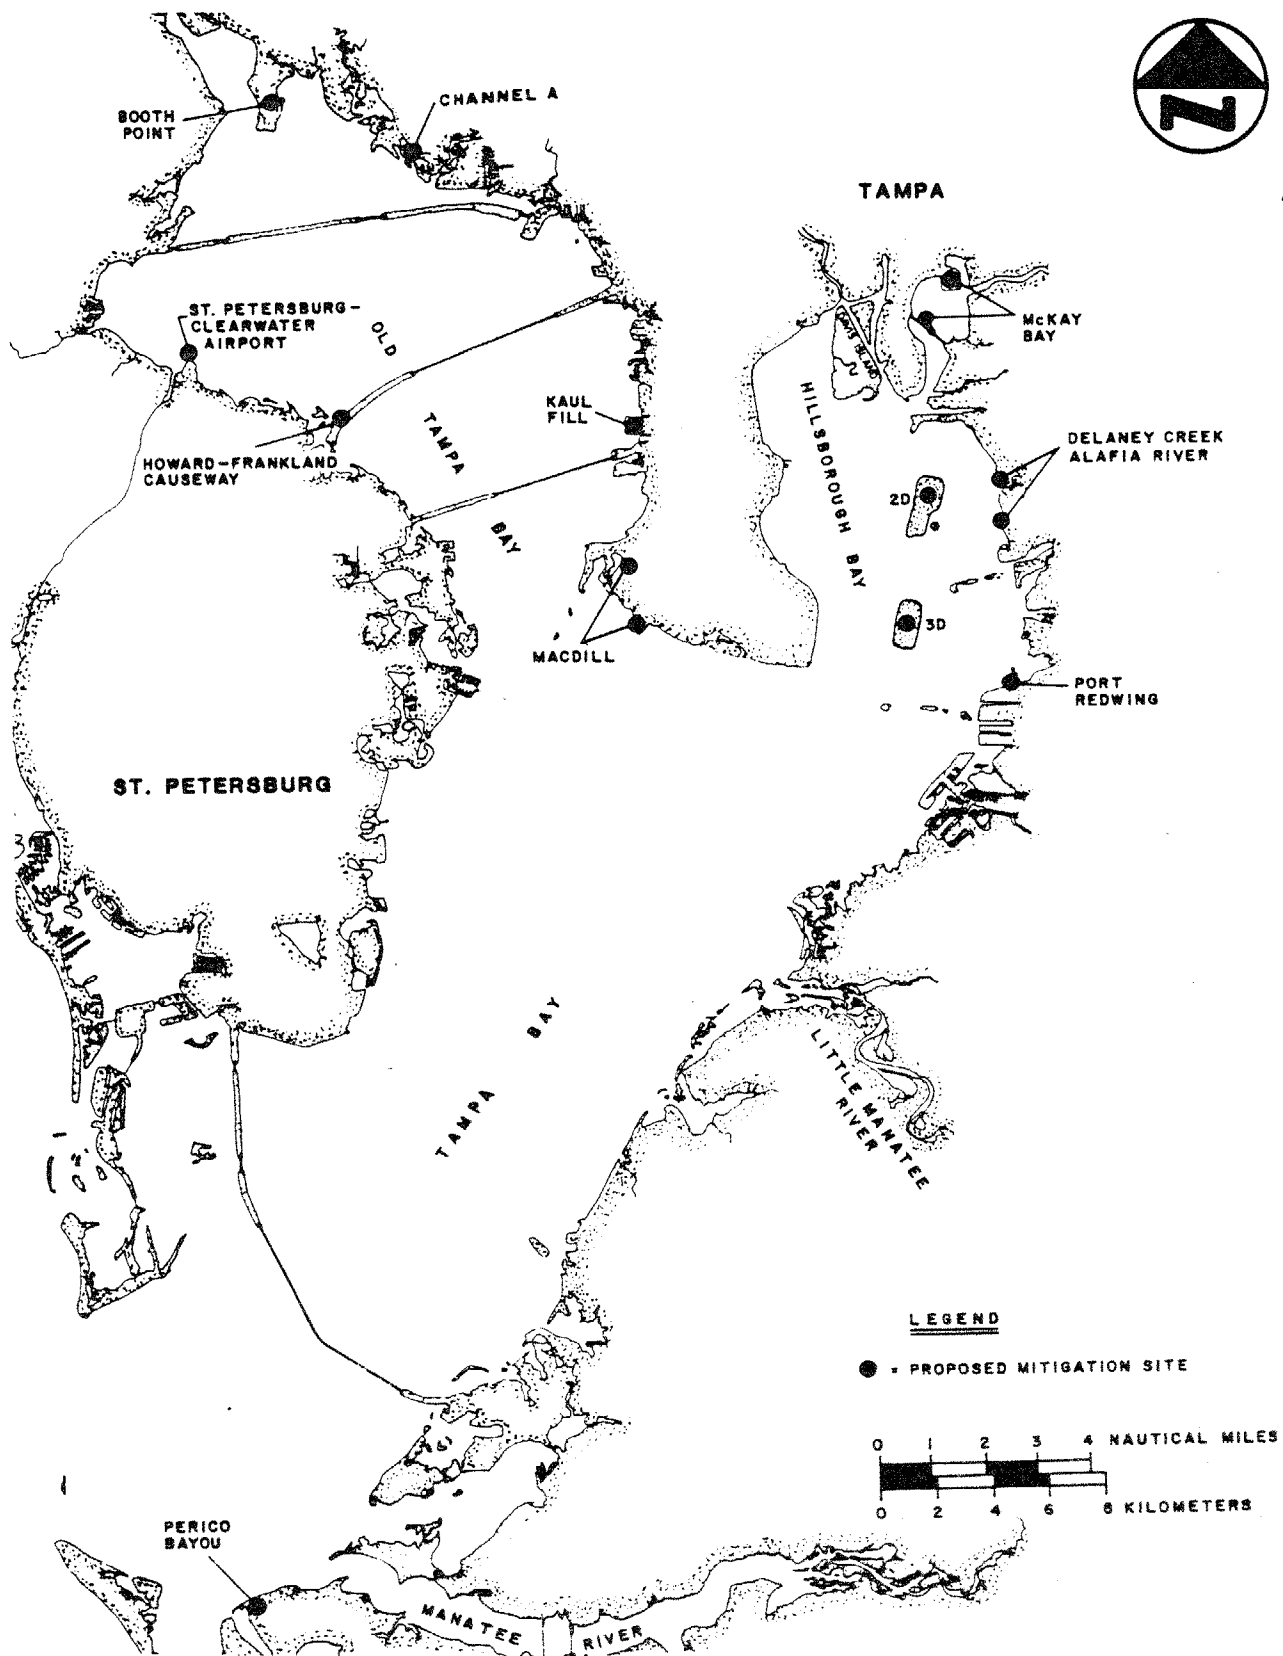 N
BOOTH
POINT
CHANNEL A
TAMPA
ST. PETERSBURG-
CLEARWATER
AIRPORT
OLD
TAMPA
BAY
DAVIS ISLAND
McKAY
BAY
KAUL
FILL
HILLSBOROUGH BAY
HOWARD-FRANKLAND
CAUSEWAY
DELANEY CREEK
ALAFIA RIVER
2D
3D
MACDILL
PORT
REDWING
ST. PETERSBURG
TAMPA BAY
LITTLE MANATEE
RIVER
LEGEND
= PROPOSED MITIGATION SITE
0 1 2 3 4 NAUTICAL MILES
0 2 4 6 8 KILOMETERS
PERICO
BAYOU
MANATEE RIVER